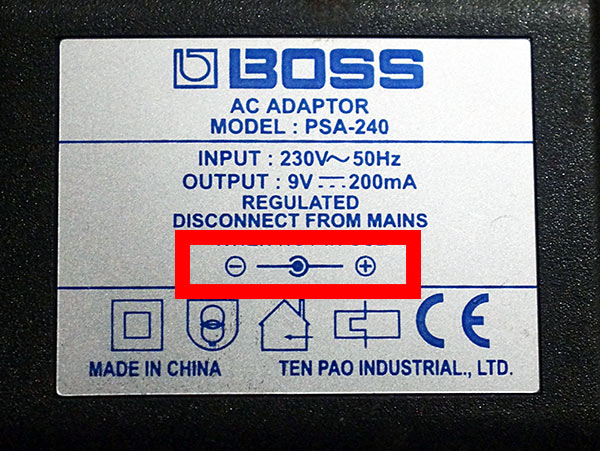 BOSS
AC ADAPTOR
MODEL : PSA-240
INPUT : 230V～ 50Hz
OUTPUT : 9V⎓200mA
REGULATED
DISCONNECT FROM MAINS
CE
MADE IN CHINA TEN PAO INDUSTRIAL., LTD.